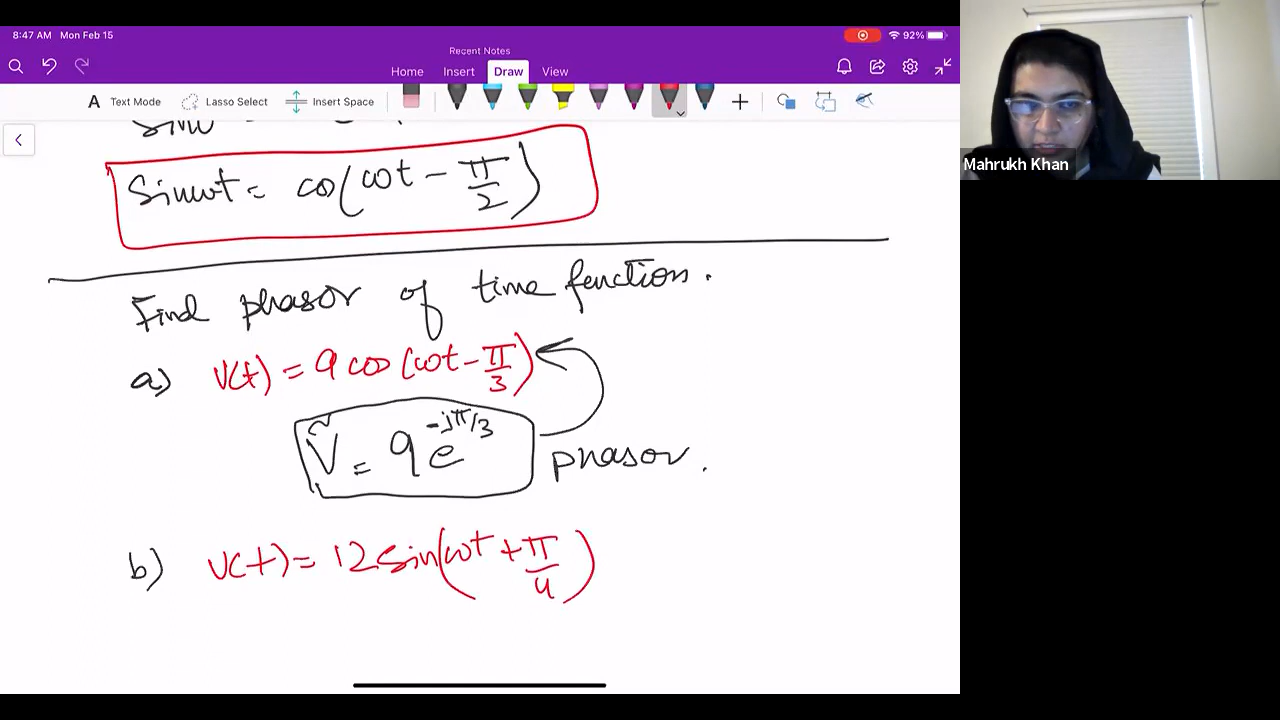 8:47 AM Mon Feb 15
92%
Recent Notes
Home Insert Draw View
A Text Mode Lasso Select Insert Space
Sinωt = cos(ωt - π/2)
Find phasor of time function.
a) v(t) = 9 cos(ωt - π/3)
Ṽ = 9 e^-jπ/3
phasor.
b) v(t) = 12 sin(ωt + π/4)
Mahrukh Khan